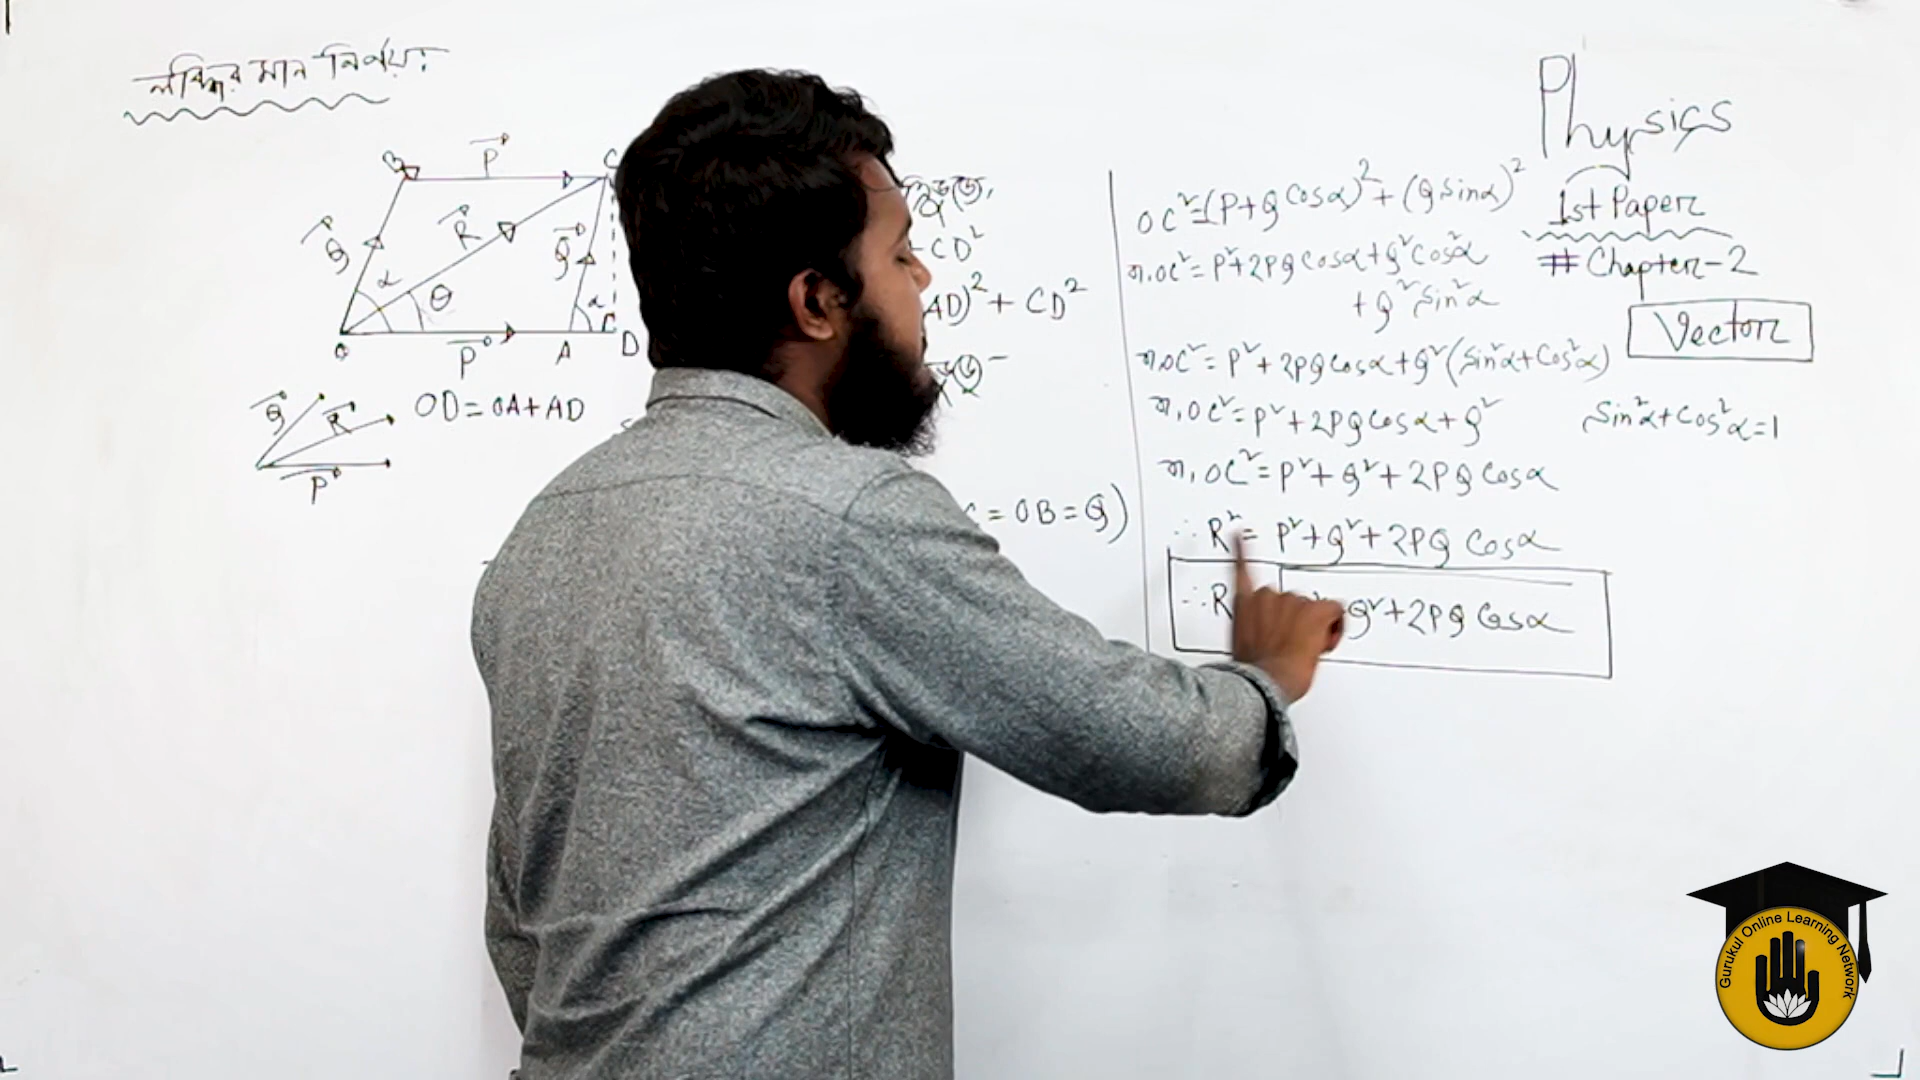 লব্ধির মান নির্ণয়:
B P C
Q R Q
α θ α
O P A D
Q R P
OD = OA + AD
CD²
AD)² + CD²
= OB = Q)
OC² = (P + Q Cosα)² + (Q Sinα)²
বা, OC² = P² + 2PQ Cosα + Q² Cos²α
+ Q² Sin²α
বা, OC² = P² + 2PQ Cosα + Q² (Sin²α + Cos²α)
বা, OC² = P² + 2PQ Cosα + Q²
Sin²α + Cos²α = 1
বা, OC² = P² + Q² + 2PQ Cosα
∴ R² = P² + Q² + 2PQ Cosα
∴ R Q² + 2PQ Cosα
Physics
1st Paper
# Chapter-2
Vector
Gurukul Online Learning Network